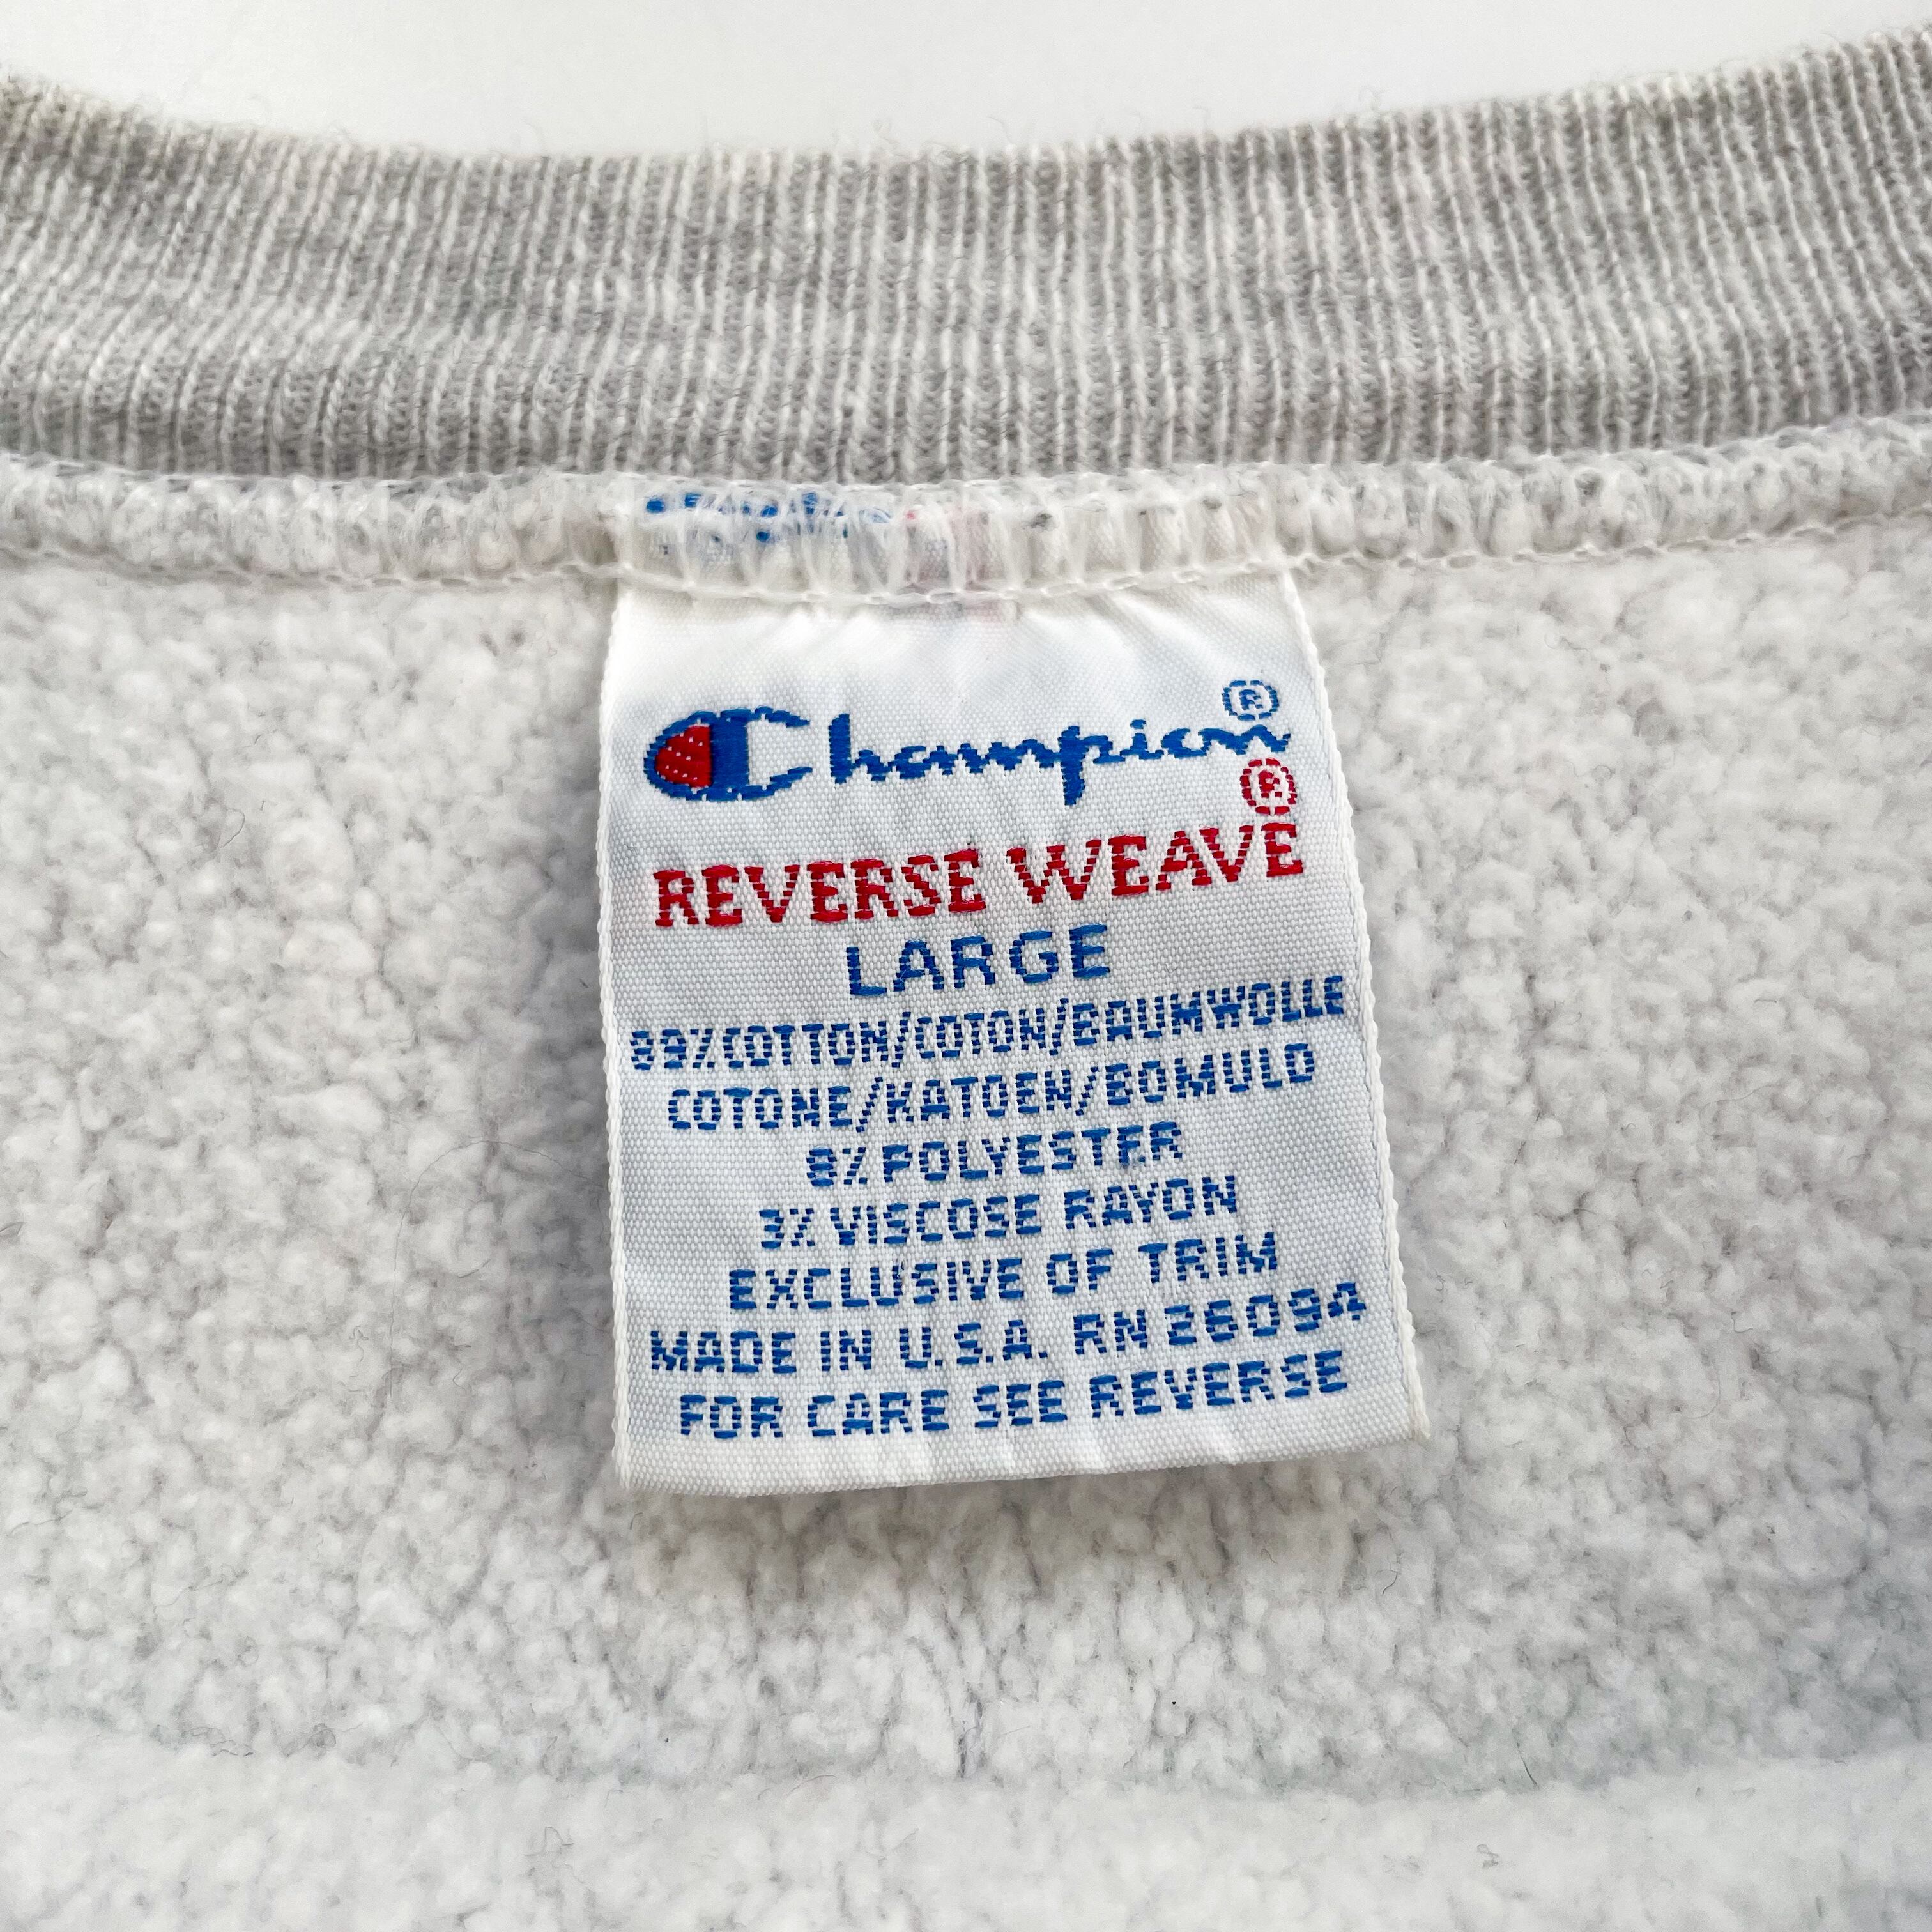 Champion®
REVERSE WEAVE®
LARGE
89%COTTON/COTON/BAUMWOLLE
COTONE/KATOEN/BOMULD
8%POLYESTER
3% VISCOSE RAYON
EXCLUSIVE OF TRIM
MADE IN U.S.A. RN 26094
FOR CARE SEE REVERSE